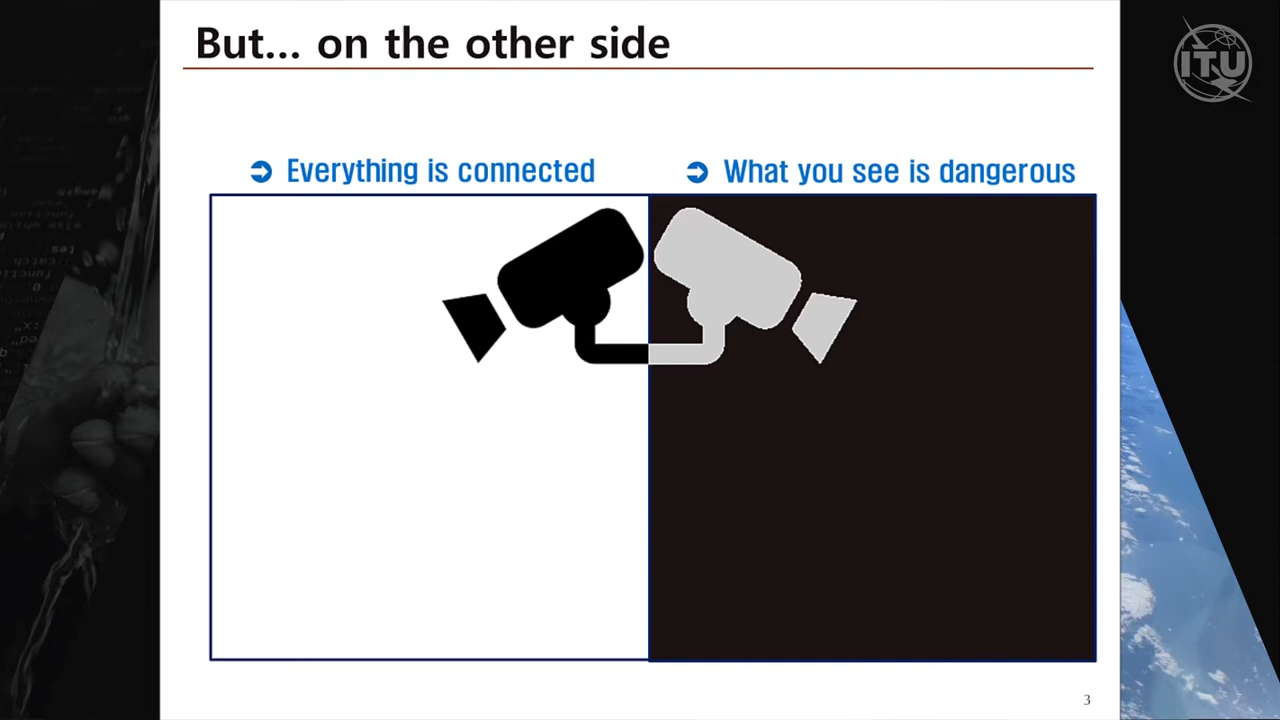 But... on the other side
ITU
➲ Everything is connected
➲ What you see is dangerous
3